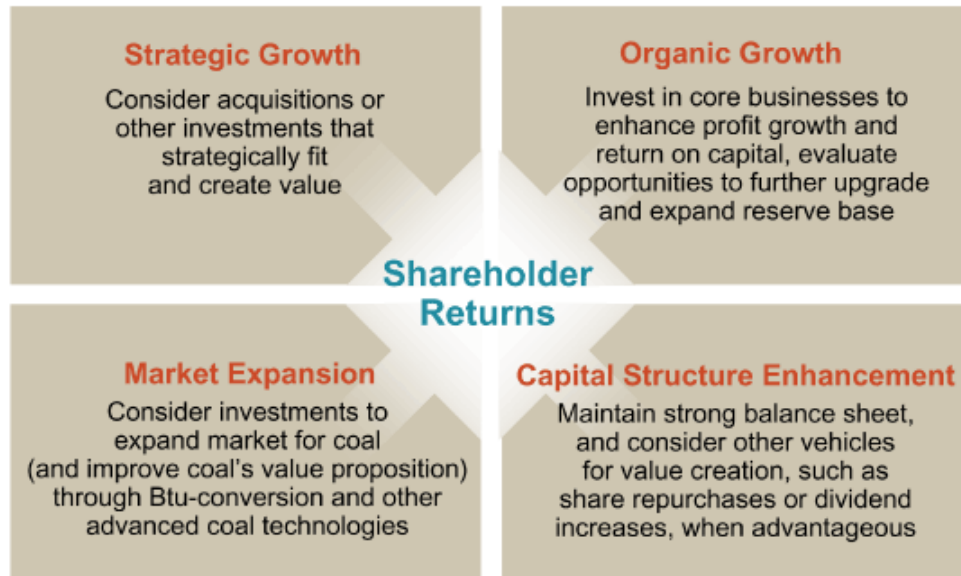 Strategic Growth
Consider acquisitions or
other investments that
strategically fit
and create value
Organic Growth
Invest in core businesses to
enhance profit growth and
return on capital, evaluate
opportunities to further upgrade
and expand reserve base
Shareholder
Returns
Market Expansion
Consider investments to
expand market for coal
(and improve coal's value proposition)
through Btu-conversion and other
advanced coal technologies
Capital Structure Enhancement
Maintain strong balance sheet,
and consider other vehicles
for value creation, such as
share repurchases or dividend
increases, when advantageous